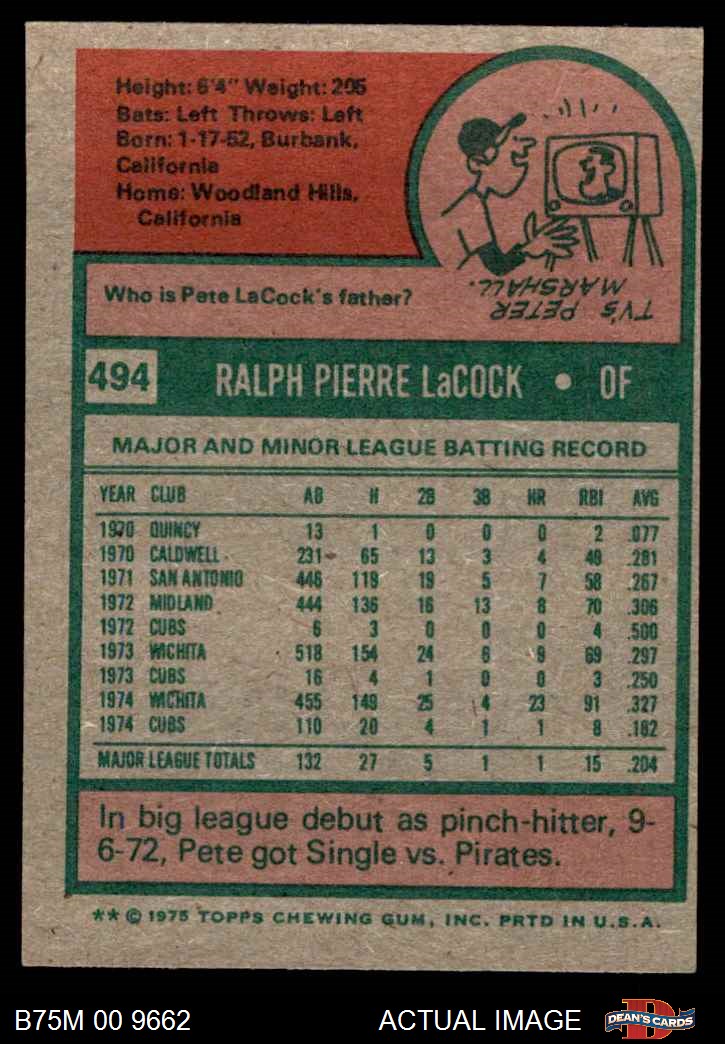 Height: 6'4" Weight: 205
Bats: Left Throws: Left
Born: 1-17-52, Burbank,
California
Home: Woodland Hills,
California
Who is Pete LaCock's father?
TV'S PETER
MARSHALL.
494 RALPH PIERRE LaCOCK • OF
MAJOR AND MINOR LEAGUE BATTING RECORD
YEAR CLUB AB H 2B 3B HR RBI AVG
1970 QUINCY 13 1 0 0 0 2 .077
1970 CALDWELL 231 65 13 3 4 48 .281
1971 SAN ANTONIO 446 119 19 5 7 58 .267
1972 MIDLAND 444 136 16 13 8 70 .306
1972 CUBS 6 3 0 0 0 4 .500
1973 WICHITA 518 154 24 6 9 69 .297
1973 CUBS 16 4 1 0 0 3 .250
1974 WICHITA 455 149 25 4 23 91 .327
1974 CUBS 110 20 4 1 1 8 .182
MAJOR LEAGUE TOTALS 132 27 5 1 1 15 .204
In big league debut as pinch-hitter, 9-
6-72, Pete got Single vs. Pirates.
** © 1975 TOPPS CHEWING GUM, INC. PRTD IN U.S.A.
B75M 00 9662 ACTUAL IMAGE DEAN'S CARDS